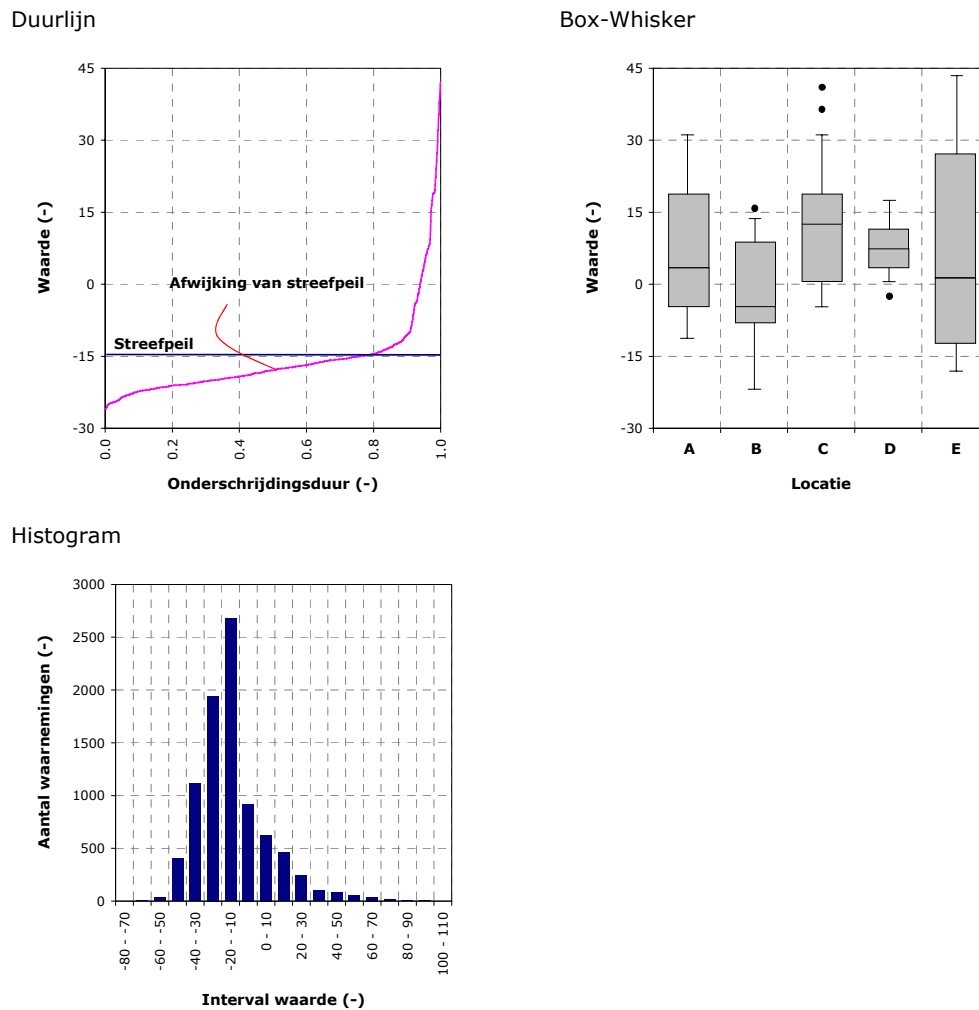 Duurlijn
Box-Whisker
45
30
15
0
-15
-30
Waarde (-)
Afwijking van streefpeil
Streefpeil
0.0
0.2
0.4
0.6
0.8
1.0
Onderschrijdingsduur (-)
45
30
15
0
-15
-30
Waarde (-)
A
B
C
D
E
Locatie
Histogram
3000
2500
2000
1500
1000
500
0
Aantal waarnemingen (-)
-80 - -70
-60 - -50
-40 - -30
-20 - -10
0 - 10
20 - 30
40 - 50
60 - 70
80 - 90
100 - 110
Interval waarde (-)